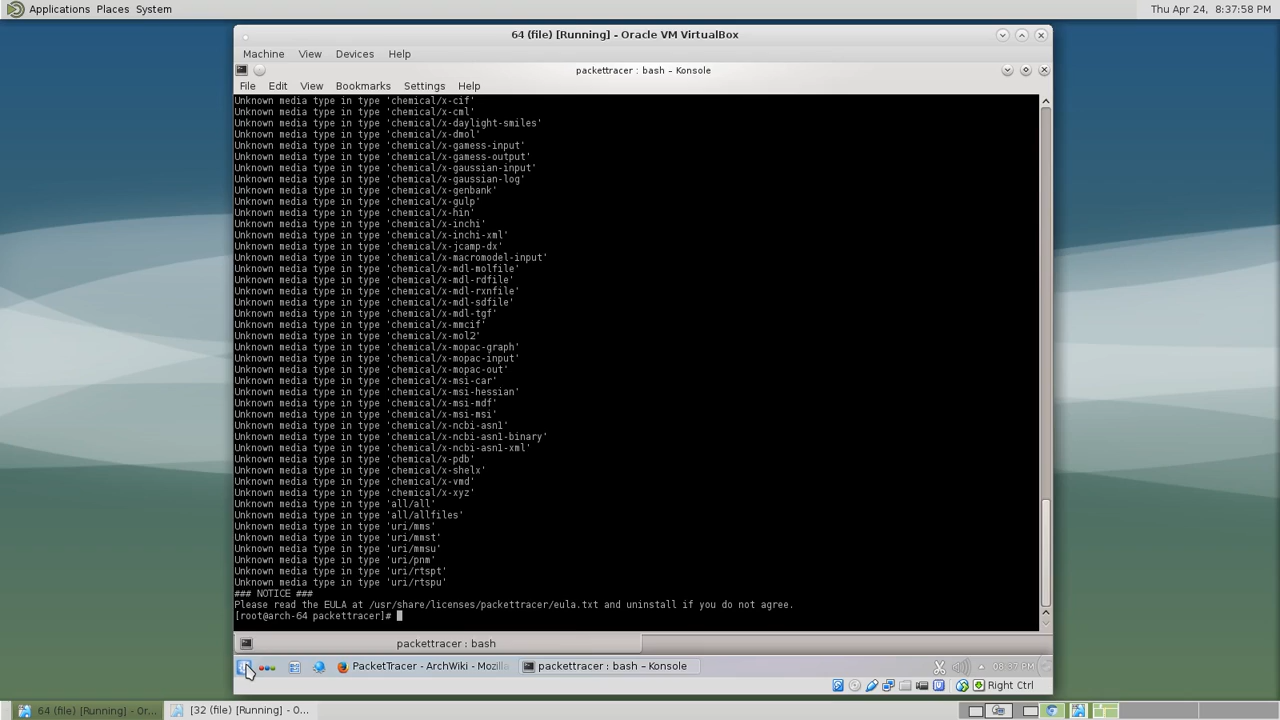 Applications Places System
Thu Apr 24, 8:37:58 PM
64 (file) [Running] - Oracle VM VirtualBox
Machine View Devices Help
packettracer : bash – Konsole
File Edit View Bookmarks Settings Help
Unknown media type in type 'chemical/x-cif'
Unknown media type in type 'chemical/x-cml'
Unknown media type in type 'chemical/x-daylight-smiles'
Unknown media type in type 'chemical/x-dmol'
Unknown media type in type 'chemical/x-gamess-input'
Unknown media type in type 'chemical/x-gamess-output'
Unknown media type in type 'chemical/x-gaussian-input'
Unknown media type in type 'chemical/x-gaussian-log'
Unknown media type in type 'chemical/x-genbank'
Unknown media type in type 'chemical/x-gulp'
Unknown media type in type 'chemical/x-hin'
Unknown media type in type 'chemical/x-inchi'
Unknown media type in type 'chemical/x-inchi-xml'
Unknown media type in type 'chemical/x-jcamp-dx'
Unknown media type in type 'chemical/x-macromodel-input'
Unknown media type in type 'chemical/x-mdl-molfile'
Unknown media type in type 'chemical/x-mdl-rdfile'
Unknown media type in type 'chemical/x-mdl-rxnfile'
Unknown media type in type 'chemical/x-mdl-sdfile'
Unknown media type in type 'chemical/x-mdl-tgf'
Unknown media type in type 'chemical/x-mmcif'
Unknown media type in type 'chemical/x-mol2'
Unknown media type in type 'chemical/x-mopac-graph'
Unknown media type in type 'chemical/x-mopac-input'
Unknown media type in type 'chemical/x-mopac-out'
Unknown media type in type 'chemical/x-msi-car'
Unknown media type in type 'chemical/x-msi-hessian'
Unknown media type in type 'chemical/x-msi-mdf'
Unknown media type in type 'chemical/x-msi-msi'
Unknown media type in type 'chemical/x-ncbi-asn1'
Unknown media type in type 'chemical/x-ncbi-asn1-binary'
Unknown media type in type 'chemical/x-ncbi-asn1-xml'
Unknown media type in type 'chemical/x-pdb'
Unknown media type in type 'chemical/x-shelx'
Unknown media type in type 'chemical/x-vmd'
Unknown media type in type 'chemical/x-xyz'
Unknown media type in type 'all/all'
Unknown media type in type 'all/allfiles'
Unknown media type in type 'uri/mms'
Unknown media type in type 'uri/mmst'
Unknown media type in type 'uri/mmsu'
Unknown media type in type 'uri/pnm'
Unknown media type in type 'uri/rtspt'
Unknown media type in type 'uri/rtspu'
### NOTICE ###
Please read the EULA at /usr/share/licenses/packettracer/eula.txt and uninstall if you do not agree.
[root@arch-64 packettracer]#
packettracer : bash
PacketTracer - ArchWiki - Mozilla
packettracer : bash – Konsole
08:37 PM
Right Ctrl
64 (file) [Running] - Or...
[32 (file) [Running] - O...